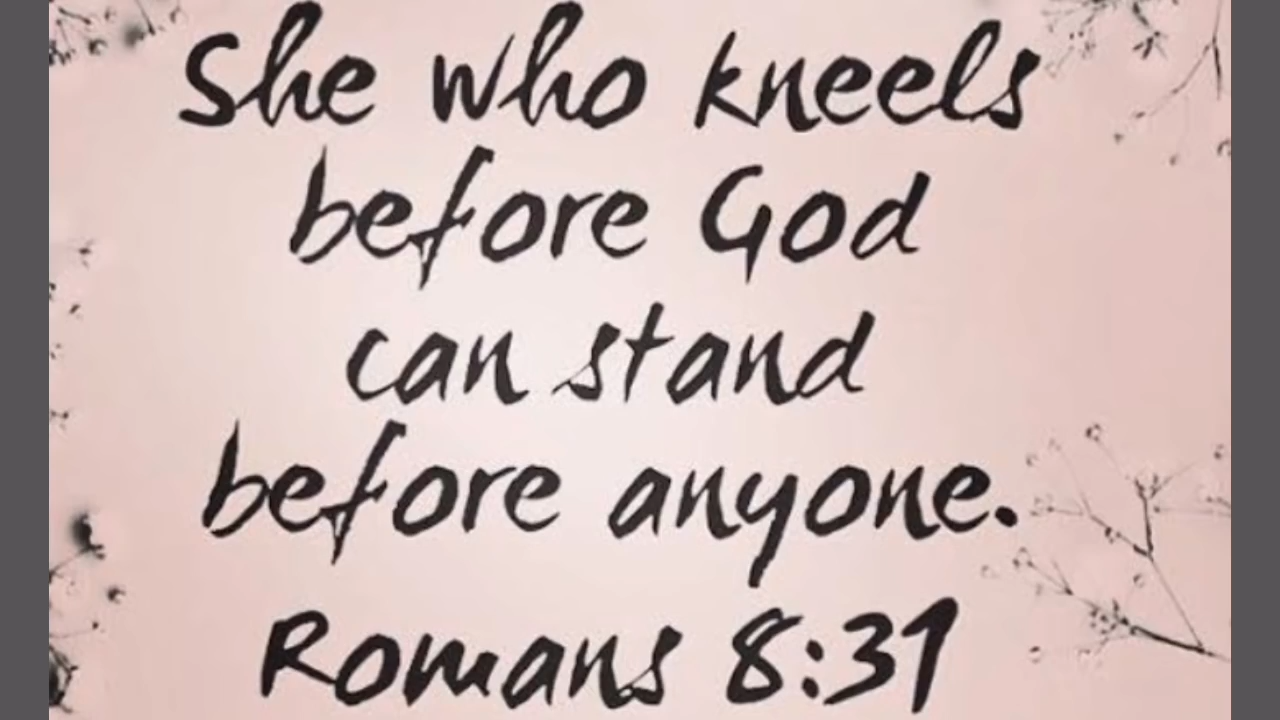 She who kneels
before God
can stand
before anyone.
Romans 8:31